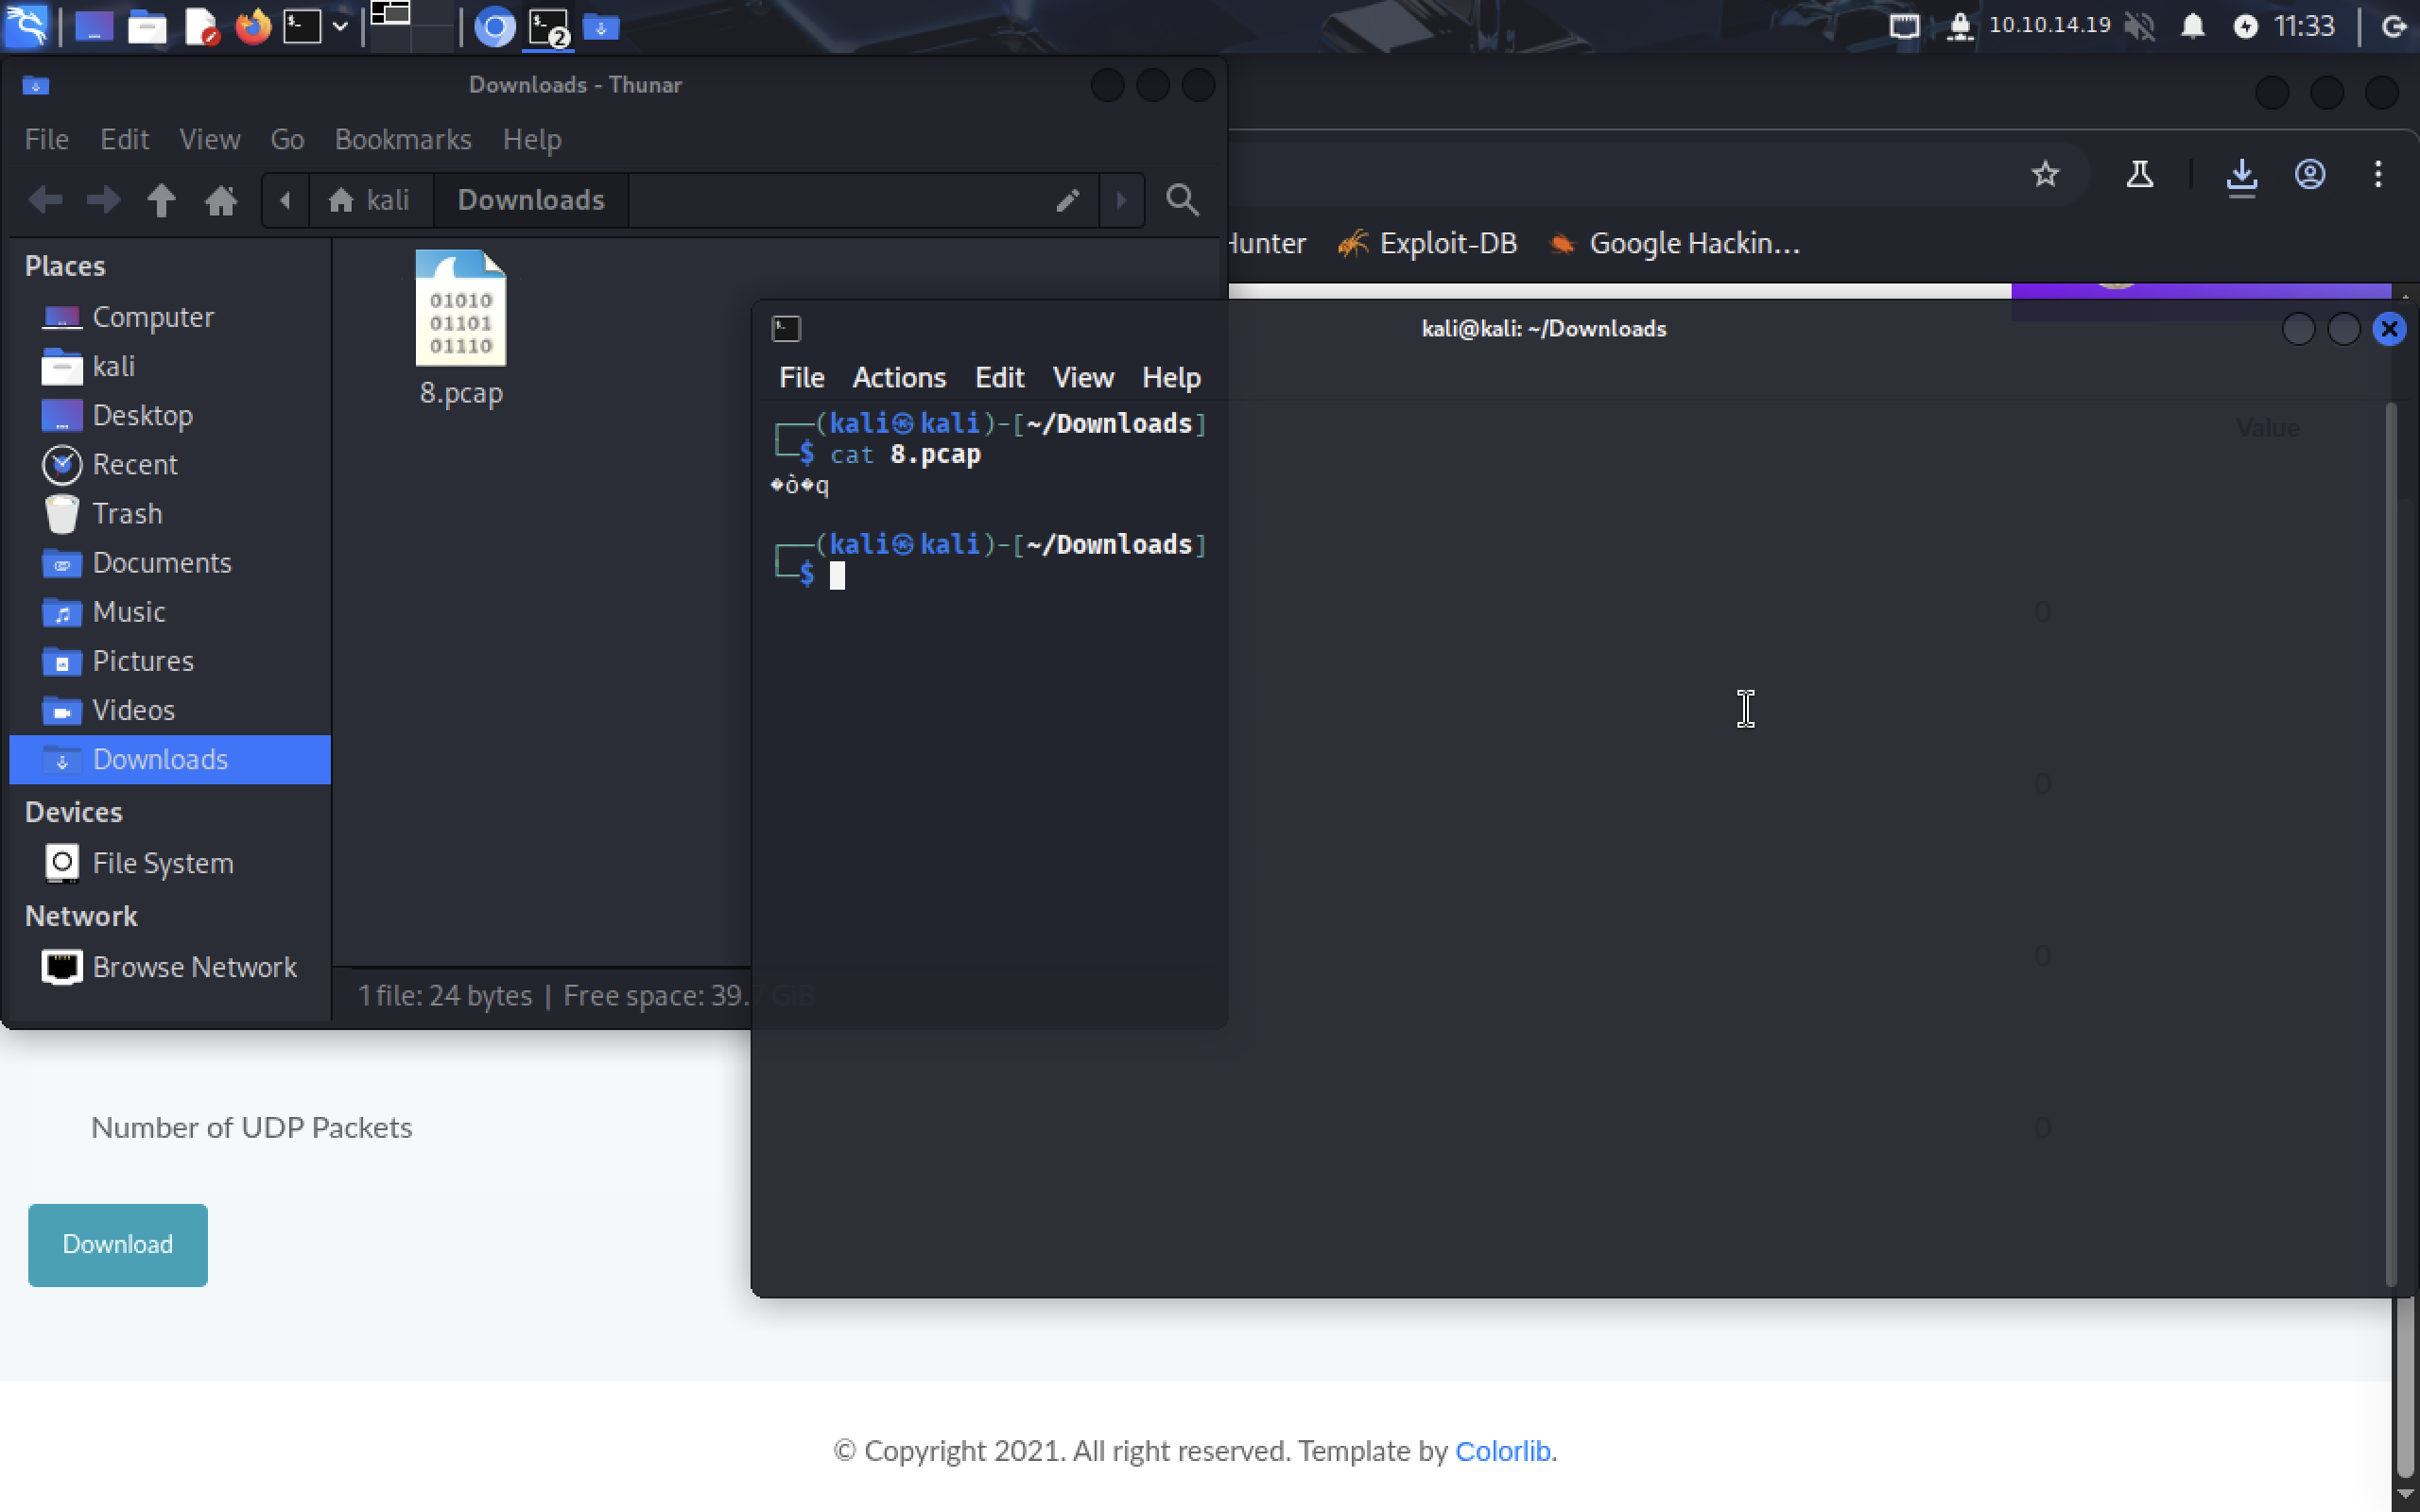 10.10.14.19
11:33
Downloads - Thunar
File Edit View Go Bookmarks Help
kali Downloads
Hunter Exploit-DB Google Hackin...
Places
Computer
kali
Desktop
Recent
Trash
Documents
Music
Pictures
Videos
Downloads
Devices
File System
Network
Browse Network
01010
01101
01110
8.pcap
1 file: 24 bytes | Free space: 39.7 GiB
kali@kali: ~/Downloads
File Actions Edit View Help
┌──(kali㉿kali)-[~/Downloads]
└─$ cat 8.pcap
�ò�q
┌──(kali㉿kali)-[~/Downloads]
└─$
Value
0
0
0
0
Number of UDP Packets
Download
© Copyright 2021. All right reserved. Template by Colorlib.